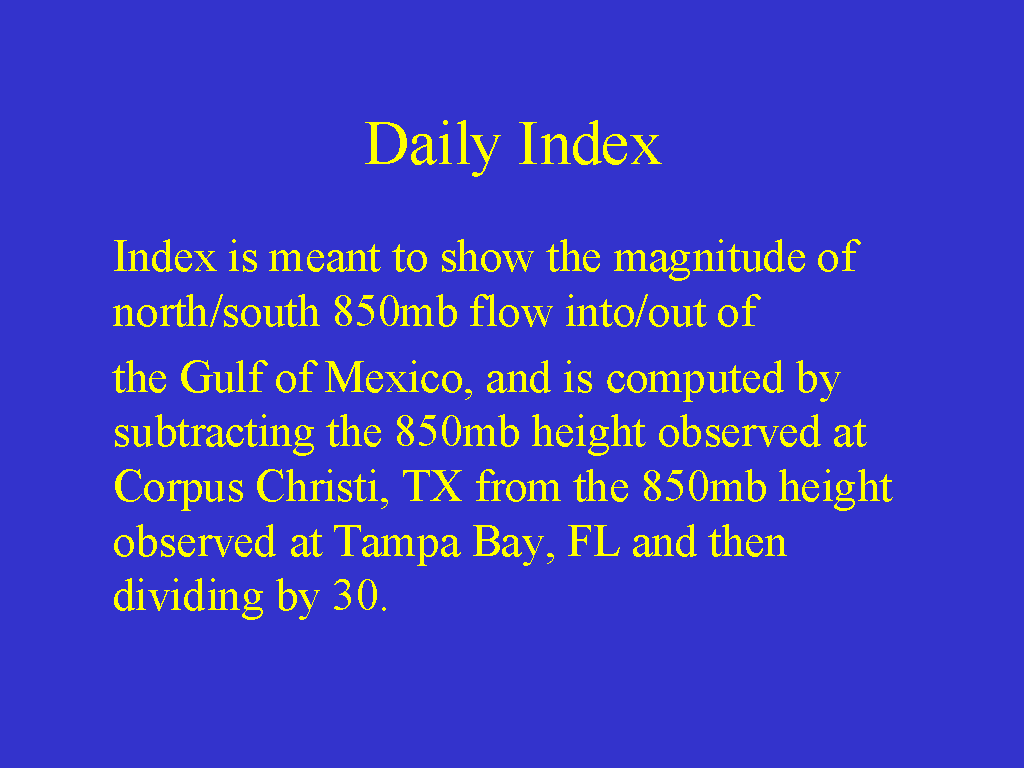 Daily Index
Index is meant to show the magnitude of
north/south 850mb flow into/out of
the Gulf of Mexico, and is computed by
subtracting the 850mb height observed at
Corpus Christi, TX from the 850mb height
observed at Tampa Bay, FL and then
dividing by 30.